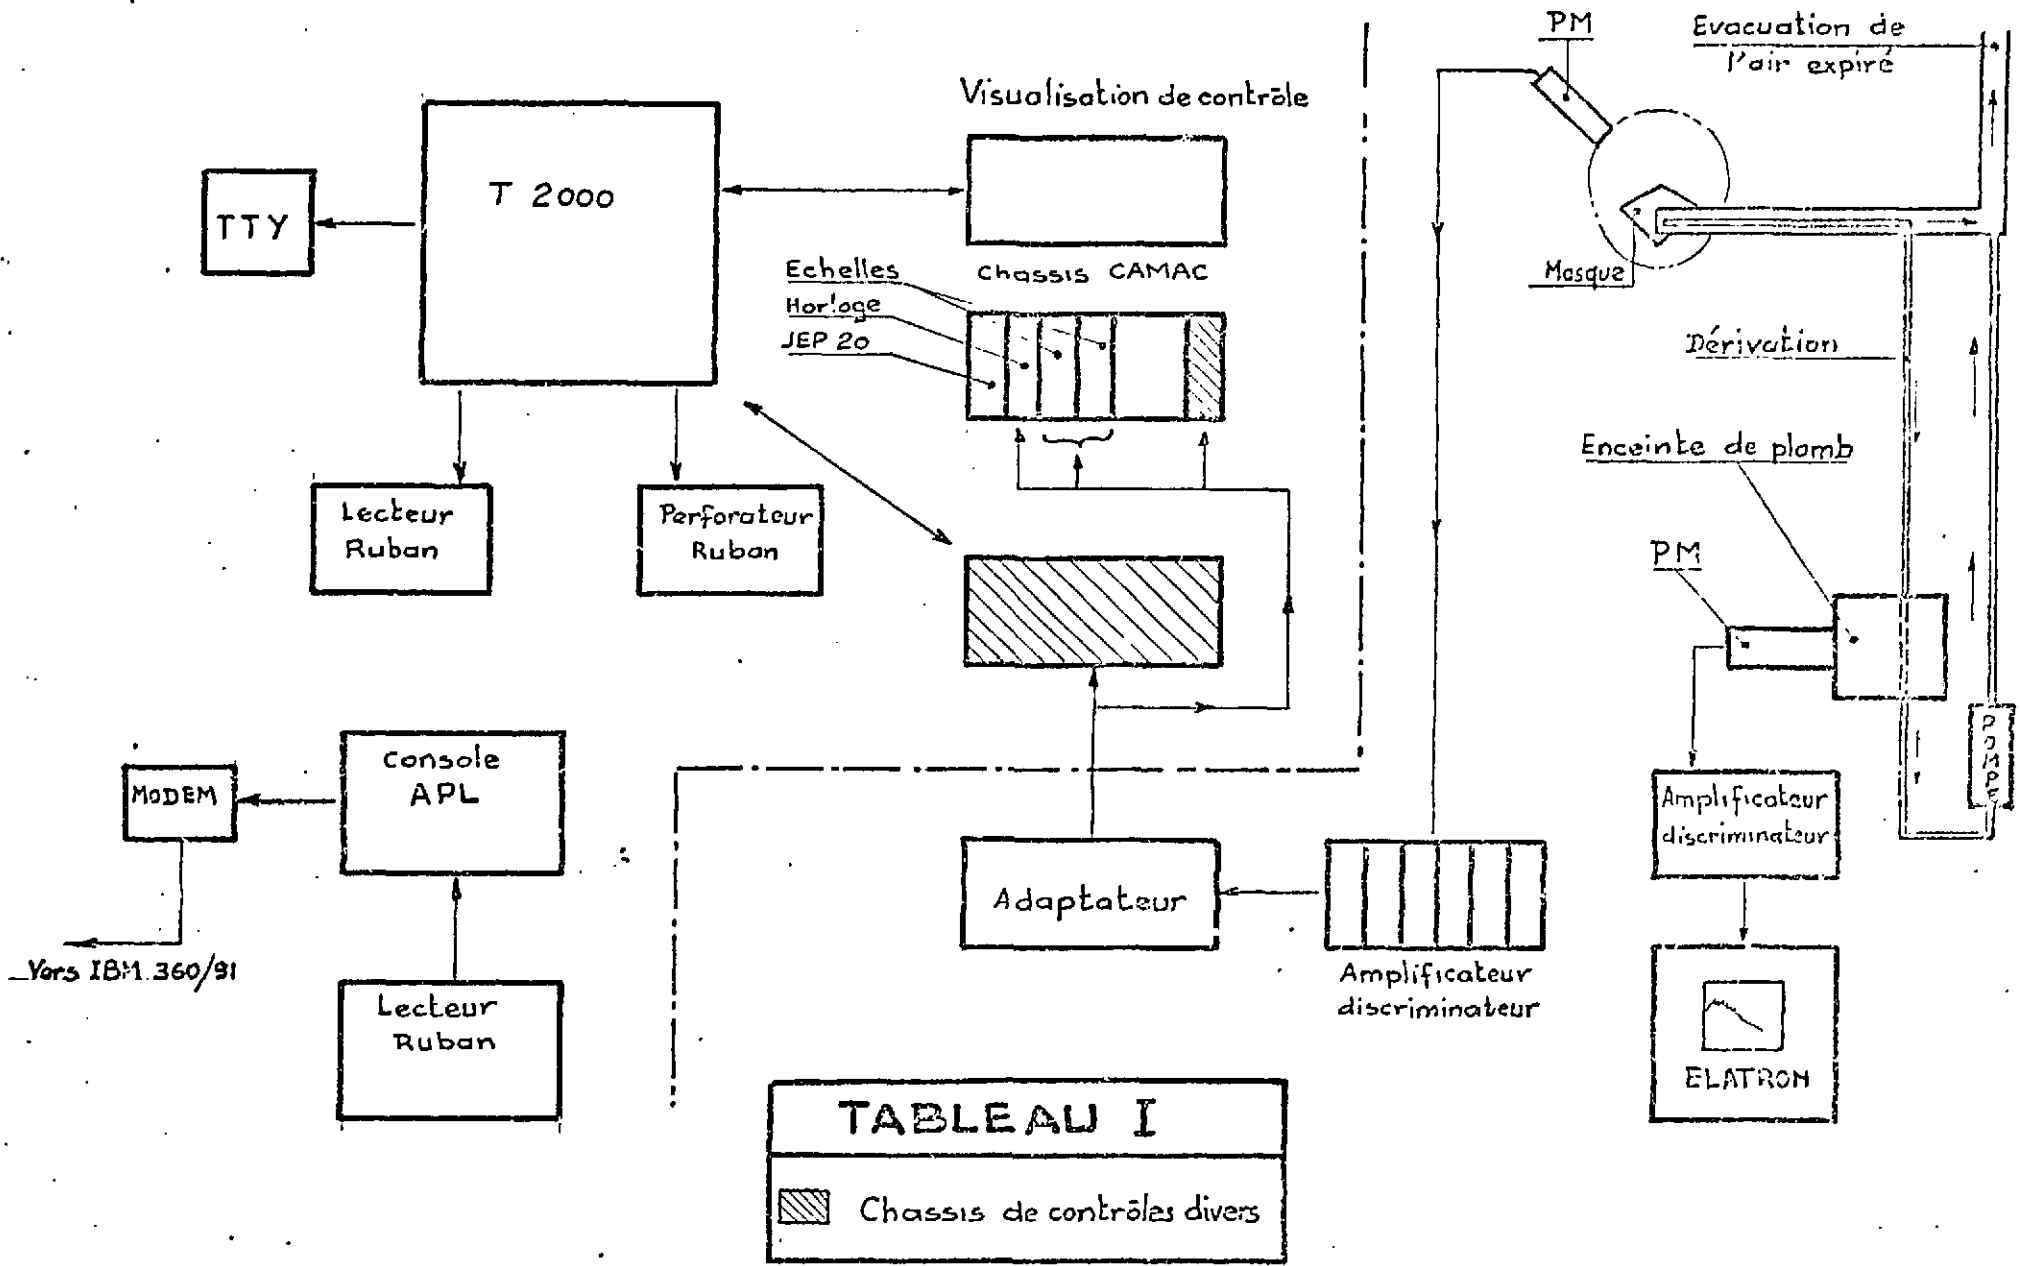 PM
Evacuation de
l'air expiré
Visualisation de contrôle
T 2000
TTY
Masque
Echelles
Chassis CAMAC
Horloge
JEP 20
Dérivation
Enceinte de plomb
Lecteur
Ruban
Perforateur
Ruban
PM
POMPE
Console
APL
MODEM
Amplificateur
discriminateur
Adaptateur
Vers IBM.360/91
Amplificateur
discriminateur
Lecteur
Ruban
ELATRON
TABLEAU I
Chassis de contrôles divers